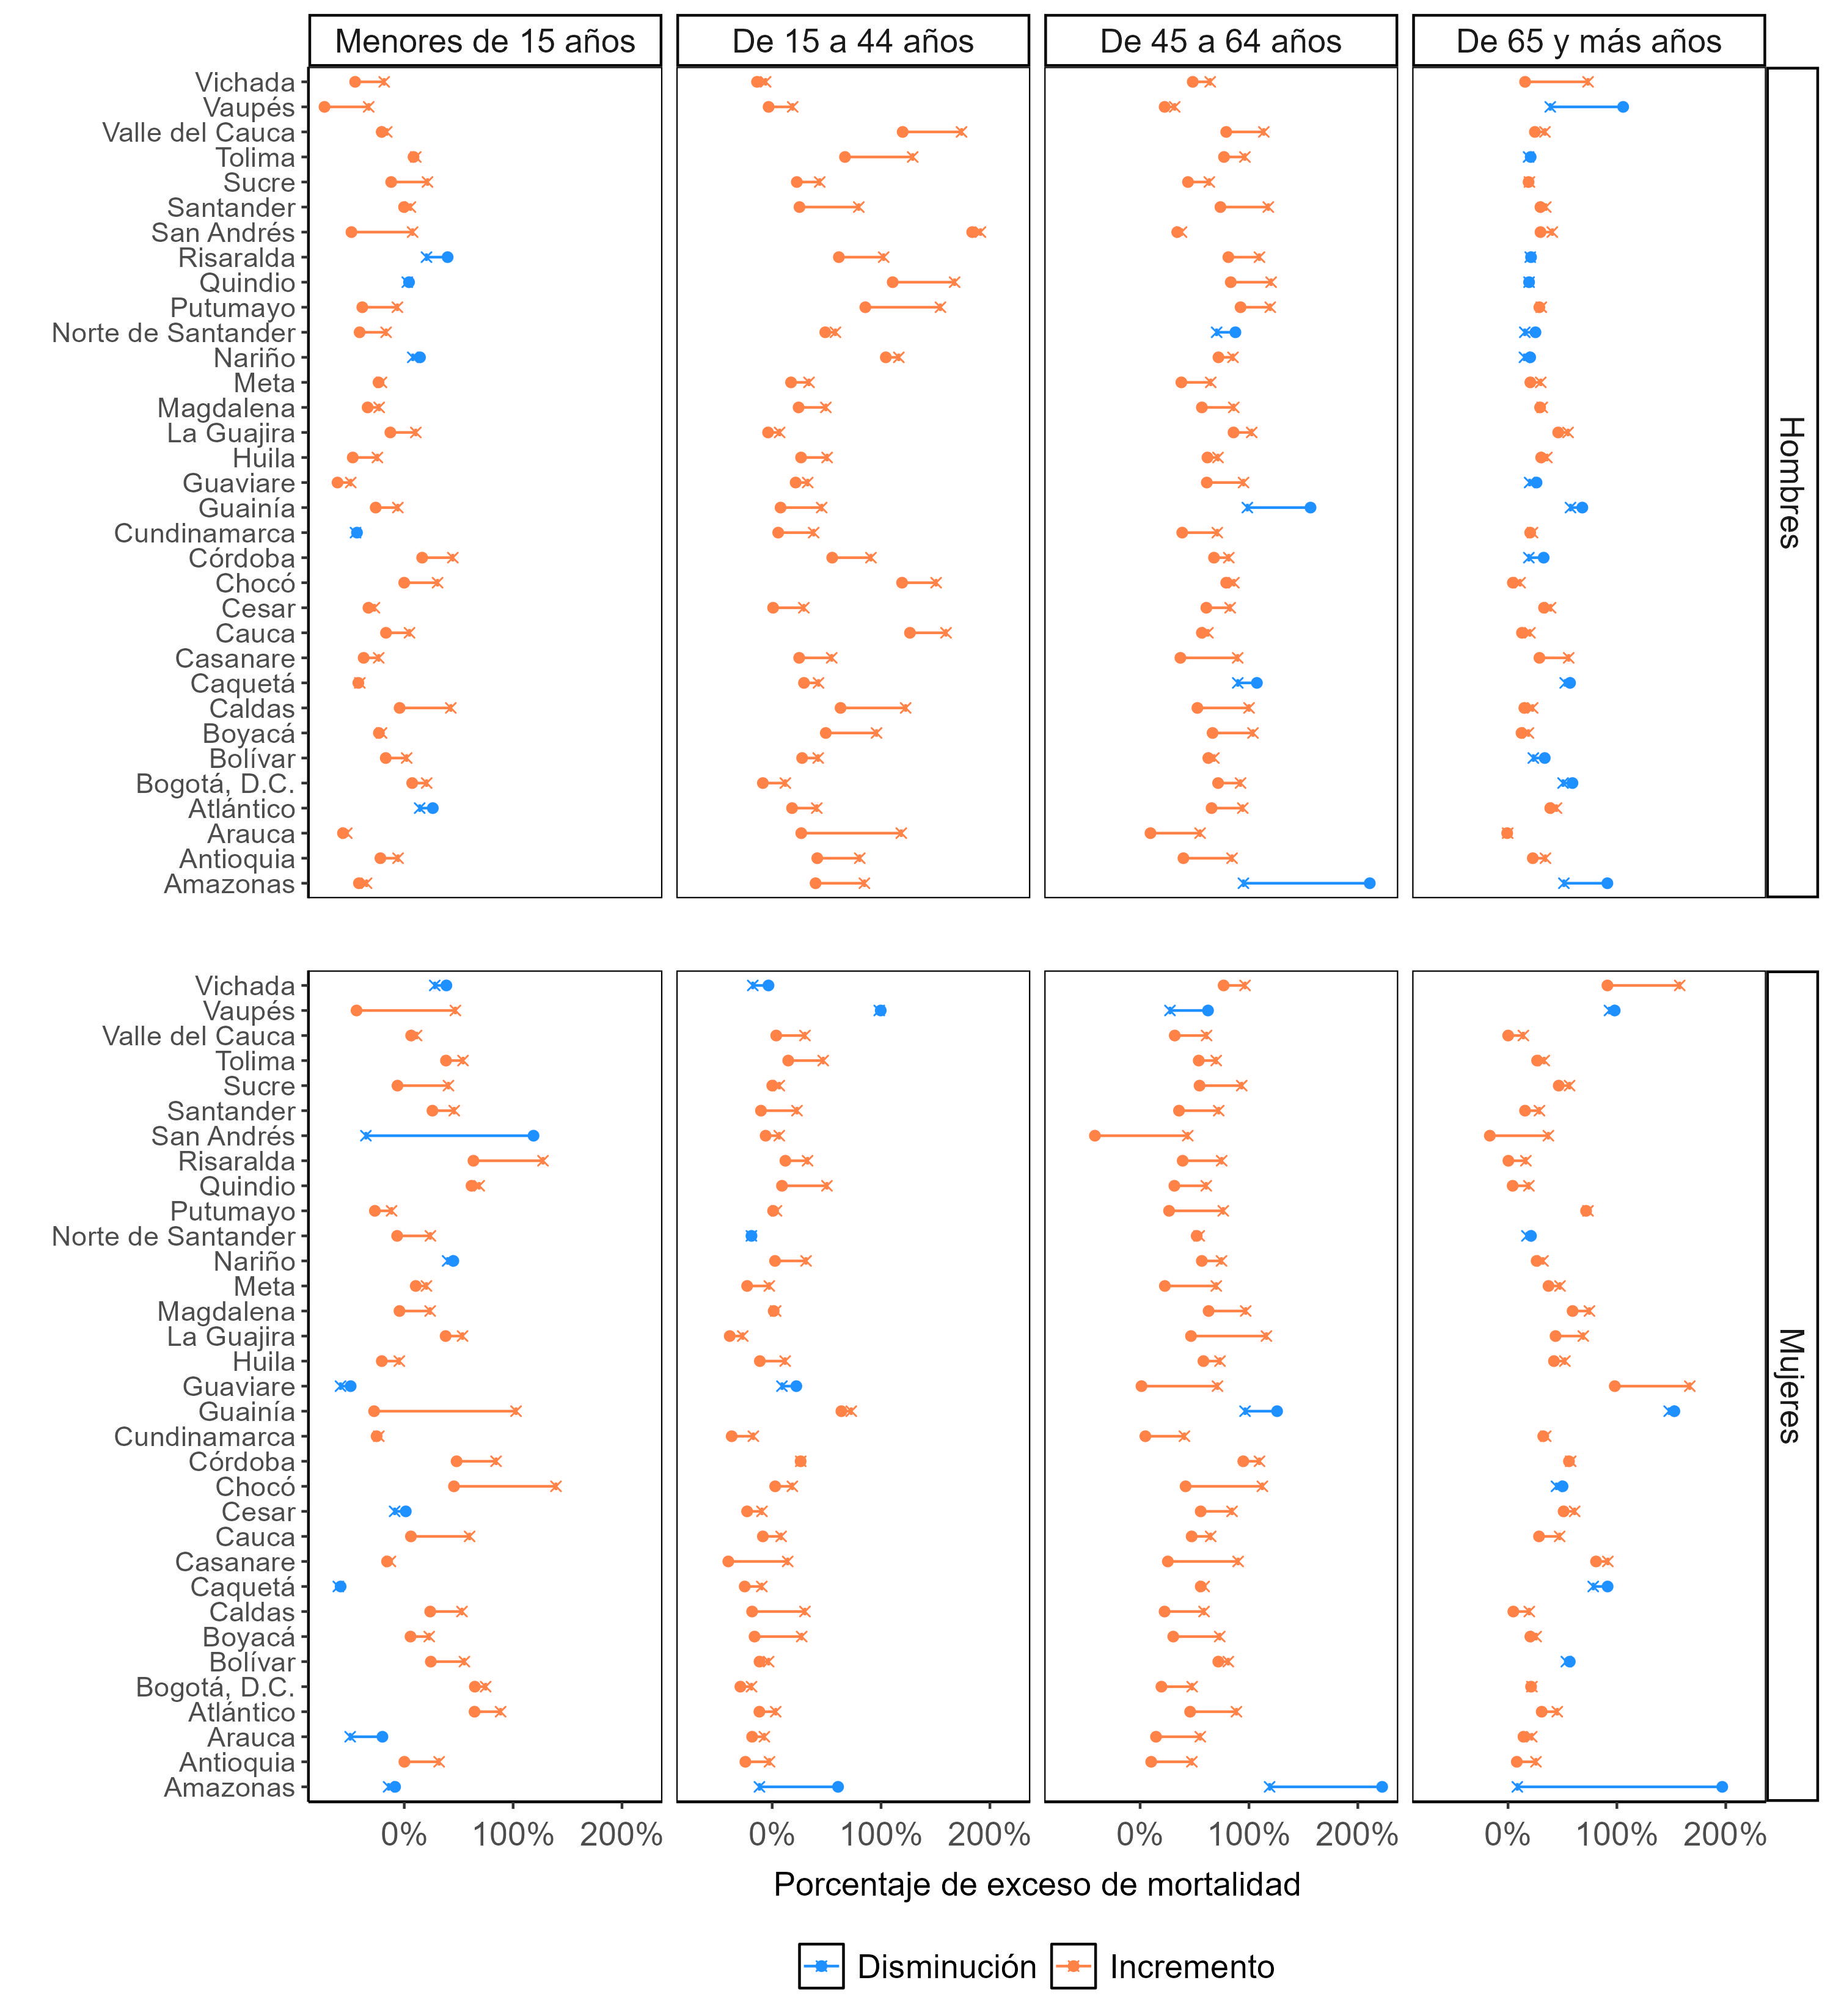 Menores de 15 años De 15 a 44 años De 45 a 64 años De 65 y más años
Vichada
Vaupés
Valle del Cauca
Tolima
Sucre
Santander
San Andrés
Risaralda
Quindio
Putumayo
Norte de Santander
Nariño
Meta
Magdalena
La Guajira
Huila
Guaviare
Guainía
Cundinamarca
Córdoba
Chocó
Cesar
Cauca
Casanare
Caquetá
Caldas
Boyacá
Bolívar
Bogotá, D.C.
Atlántico
Arauca
Antioquia
Amazonas
Hombres
Vichada
Vaupés
Valle del Cauca
Tolima
Sucre
Santander
San Andrés
Risaralda
Quindio
Putumayo
Norte de Santander
Nariño
Meta
Magdalena
La Guajira
Huila
Guaviare
Guainía
Cundinamarca
Córdoba
Chocó
Cesar
Cauca
Casanare
Caquetá
Caldas
Boyacá
Bolívar
Bogotá, D.C.
Atlántico
Arauca
Antioquia
Amazonas
Mujeres
0% 100% 200% 0% 100% 200% 0% 100% 200% 0% 100% 200%
Porcentaje de exceso de mortalidad
Disminución Incremento